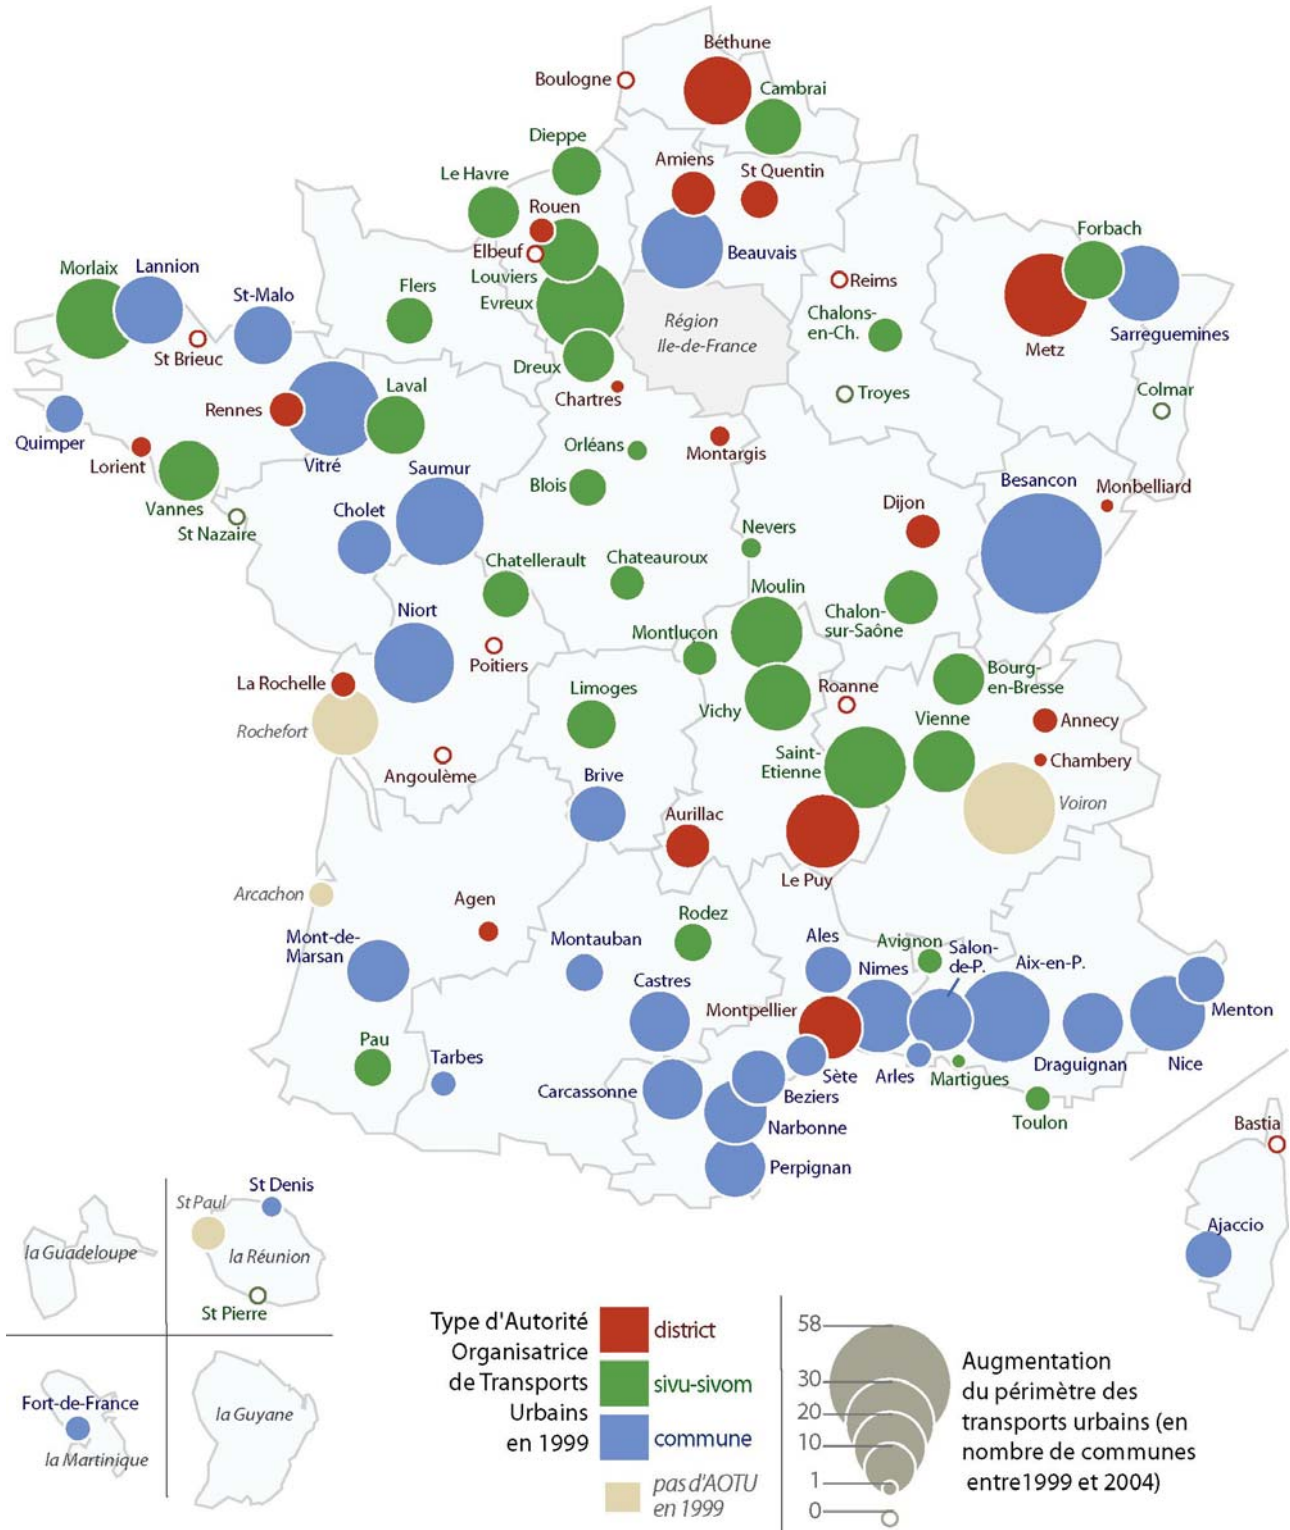 Béthune
Boulogne
Cambrai
Dieppe
Amiens
St Quentin
Le Havre
Rouen
Elbeuf
Beauvais
Forbach
Morlaix
Lannion
Louviers
Reims
St-Malo
Flers
Evreux
Chalons-
en-Ch.
Région
Ile-de-France
Metz
Sarreguemines
St Brieuc
Dreux
Laval
Chartres
Troyes
Colmar
Rennes
Quimper
Orléans
Montargis
Lorient
Vitré
Saumur
Blois
Besancon
Monbelliard
Vannes
Cholet
Dijon
St Nazaire
Nevers
Chatellerault
Chateauroux
Moulin
Niort
Chalon-
sur-Saône
Montluçon
Poitiers
Bourg-
en-Bresse
La Rochelle
Limoges
Roanne
Vichy
Vienne
Annecy
Rochefort
Saint-
Etienne
Chambery
Angoulème
Brive
Voiron
Aurillac
Le Puy
Arcachon
Agen
Rodez
Mont-de-
Marsan
Montauban
Ales
Avignon
Salon-
de-P.
Nimes
Aix-en-P.
Castres
Montpellier
Menton
Pau
Tarbes
Sète
Arles
Martigues
Draguignan
Nice
Carcassonne
Beziers
Narbonne
Toulon
Bastia
Perpignan
St Denis
St Paul
la Guadeloupe
la Réunion
Ajaccio
St Pierre
Fort-de-France
la Martinique
la Guyane
Type d'Autorité
Organisatrice
de Transports
Urbains
en 1999
district
sivu-sivom
commune
pas d'AOTU
en 1999
58
30
20
10
1
0
Augmentation
du périmètre des
transports urbains (en
nombre de communes
entre1999 et 2004)